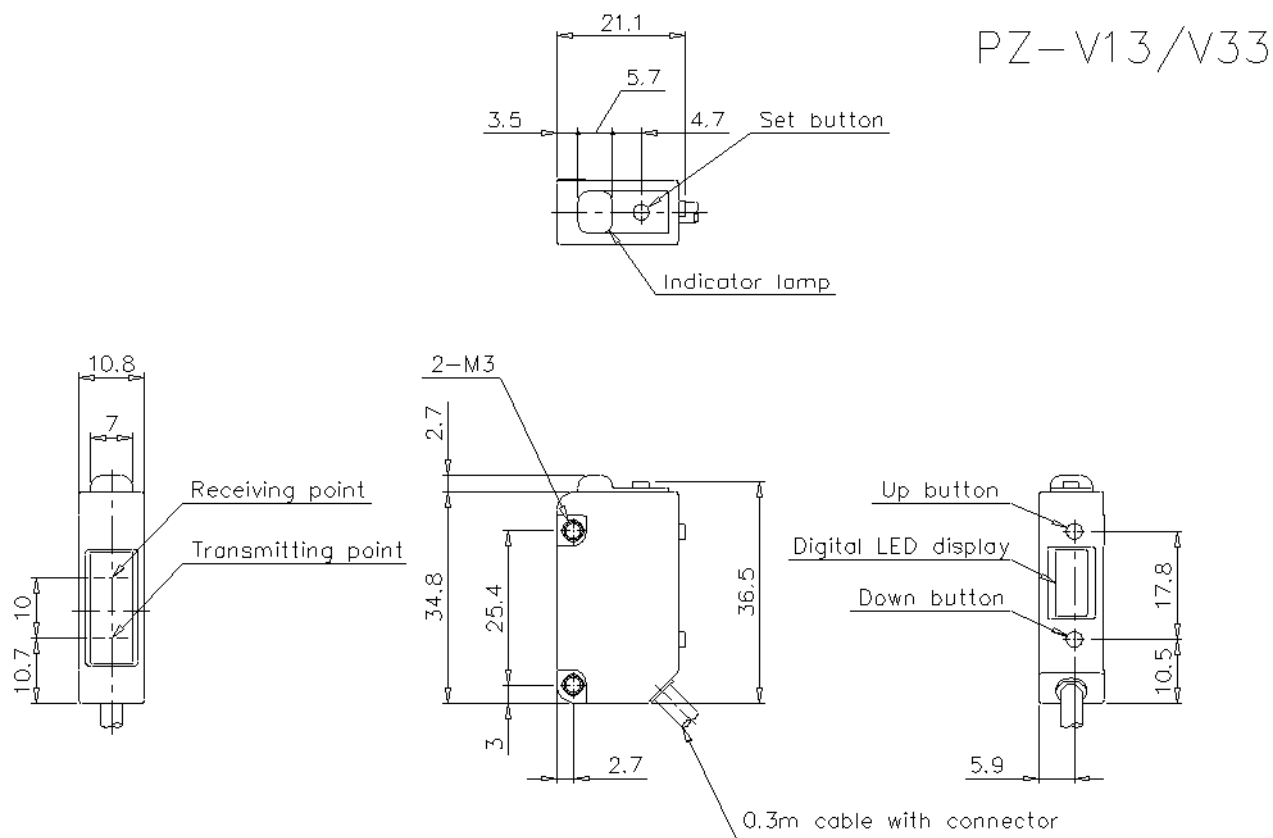 21.1
PZ-V13/V33
5.7
3.5
4.7
Set button
Indicator lamp
10.8
2-M3
7
2.7
Receiving point
Up button
Transmitting point
Digital LED display
34.8
25.4
36.5
17.8
10
Down button
10.7
10.5
3
2.7
5.9
0.3m cable with connector